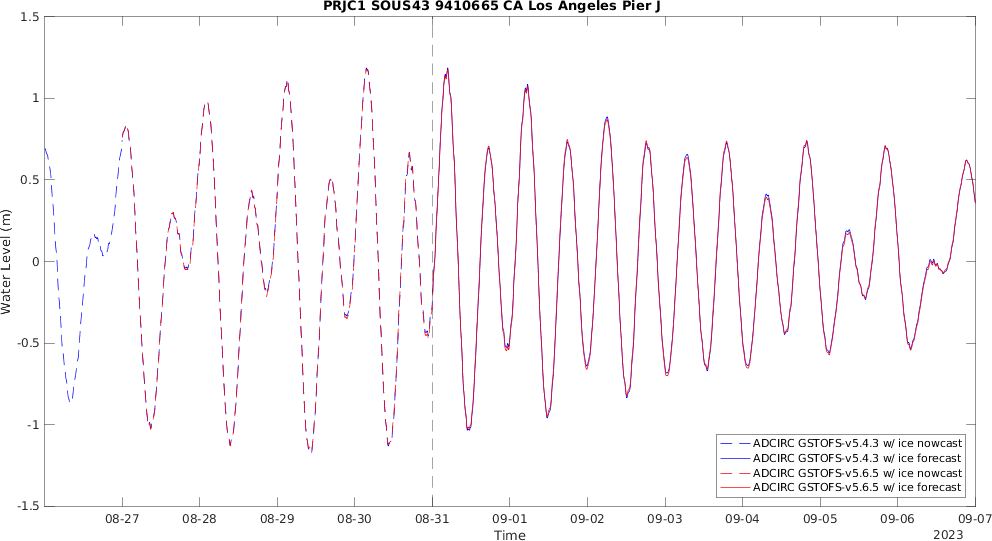 PRJC1 SOUS43 9410665 CA Los Angeles Pier J
1.5
1
0.5
0
-0.5
-1
-1.5
Water Level (m)
ADCIRC GSTOFS-v5.4.3 w/ ice nowcast
ADCIRC GSTOFS-v5.4.3 w/ ice forecast
ADCIRC GSTOFS-v5.6.5 w/ ice nowcast
ADCIRC GSTOFS-v5.6.5 w/ ice forecast
08-27 08-28 08-29 08-30 08-31 09-01 09-02 09-03 09-04 09-05 09-06 09-07
Time
2023